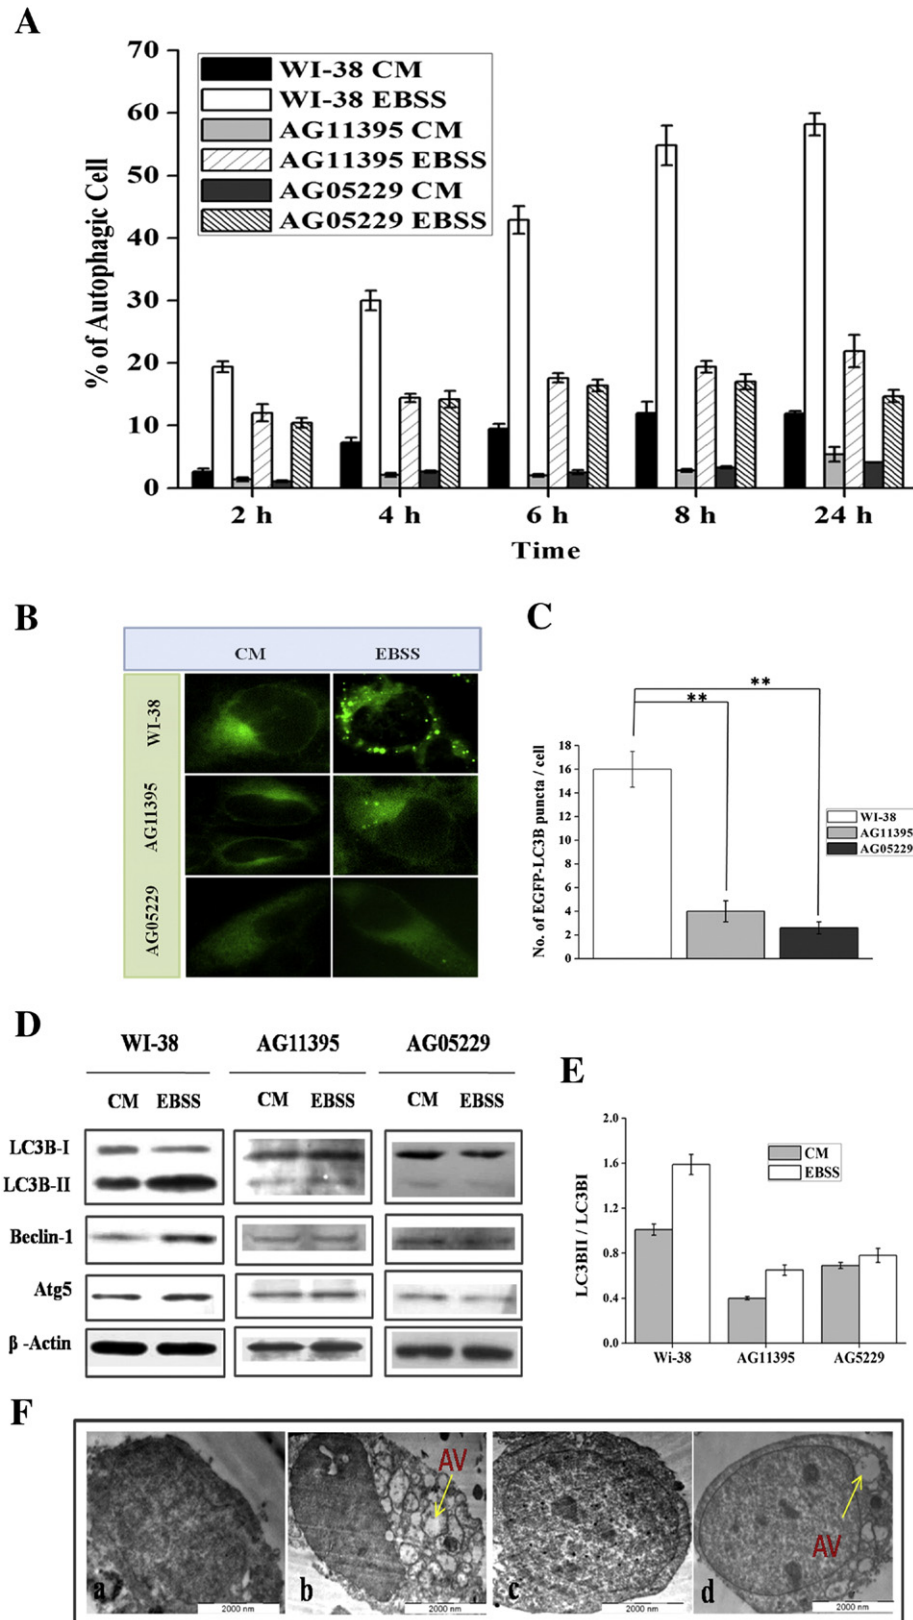 A
70
60
50
40
30
20
10
0
% of Autophagic Cell
WI-38 CM
WI-38 EBSS
AG11395 CM
AG11395 EBSS
AG05229 CM
AG05229 EBSS
2 h 4 h 6 h 8 h 24 h
Time
B
CM EBSS
WI-38
AG11395
AG05229
C
**
**
18
16
14
12
10
8
6
4
2
0
No. of EGFP-LC3B puncta / cell
WI-38
AG11395
AG05229
D
WI-38 AG11395 AG05229
CM EBSS CM EBSS CM EBSS
LC3B-I
LC3B-II
Beclin-1
Atg5
β -Actin
E
2.0
1.6
1.2
0.8
0.4
0.0
LC3BII / LC3BI
CM
EBSS
Wi-38 AG11395 AG5229
F
AV
AV
a b c d
2000 nm 2000 nm 2000 nm 2000 nm